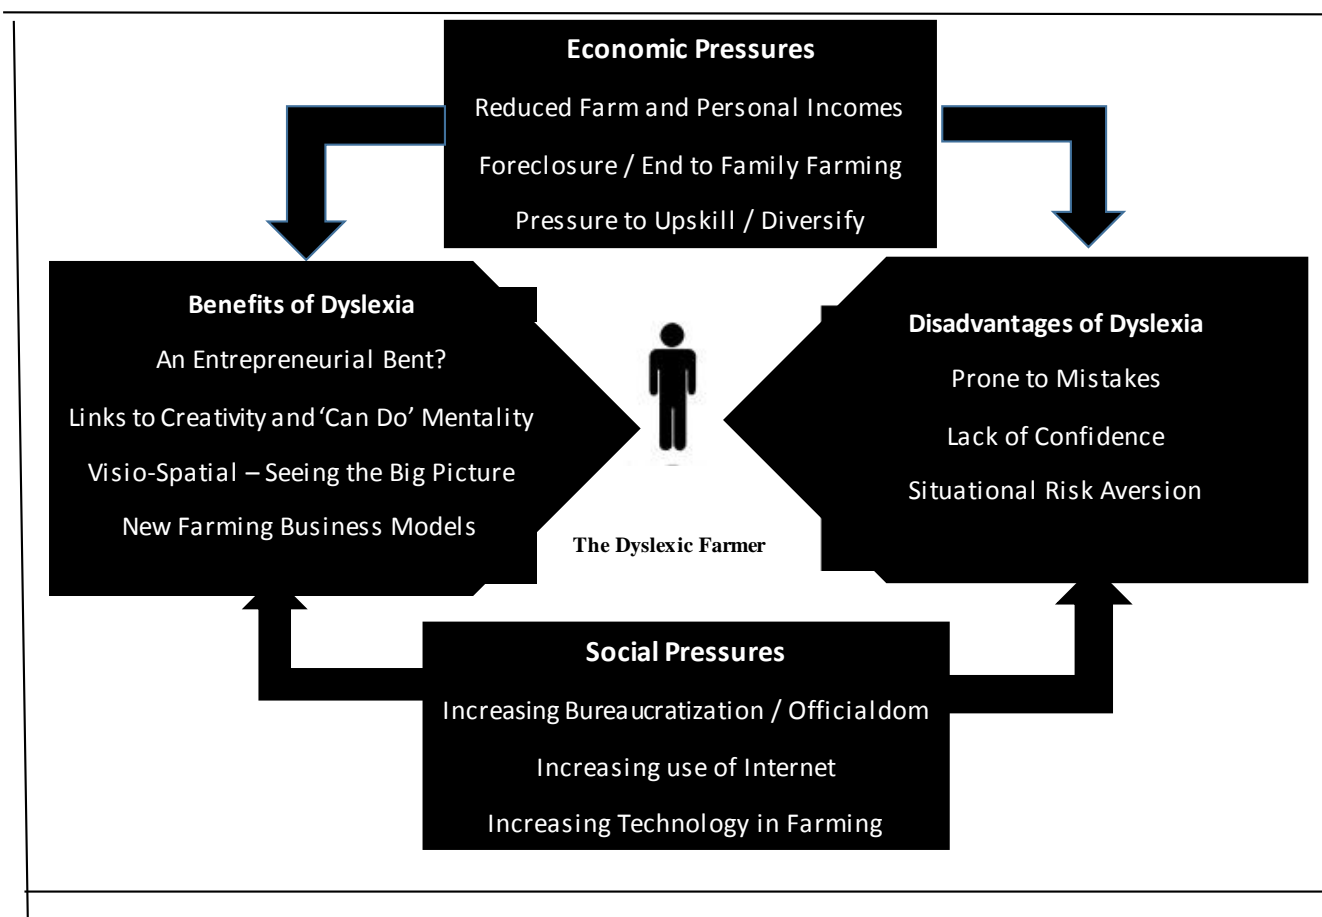 Economic Pressures
Reduced Farm and Personal Incomes
Foreclosure / End to Family Farming
Pressure to Upskill / Diversify
Benefits of Dyslexia
An Entrepreneurial Bent?
Links to Creativity and ‘Can Do’ Mentality
Visio-Spatial – Seeing the Big Picture
New Farming Business Models
The Dyslexic Farmer
Disadvantages of Dyslexia
Prone to Mistakes
Lack of Confidence
Situational Risk Aversion
Social Pressures
Increasing Bureaucratization / Officialdom
Increasing use of Internet
Increasing Technology in Farming